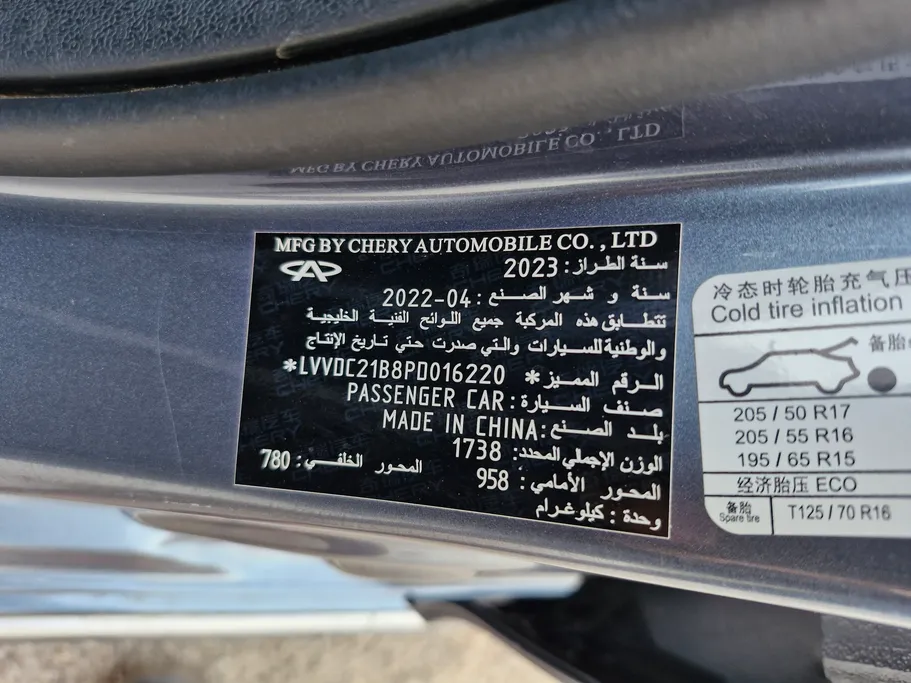 MFG BY CHERY AUTOMOBILE CO., LTD
سنة الطراز: 2023
سنة و شهر الصنع: 2022-04
تتطابق هذه المركبة جميع اللوائح الفنية الخليجية
والوطنية للسيارات والتي صدرت حتي تاريخ الإنتاج
الرقم المميز: *LVVDC21B8PD016220*
صنف السيارة: PASSENGER CAR
بلد الصنع: MADE IN CHINA
الوزن الإجمالي المحدد: 1738
المحور الأمامي: 958 المحور الخلفي: 780
وحدة: كيلوغرام
冷态时轮胎充气压
Cold tire inflation
备胎
205 / 50 R17
205 / 55 R16
195 / 65 R15
经济胎压 ECO
备胎
Spare tire
T125 / 70 R16